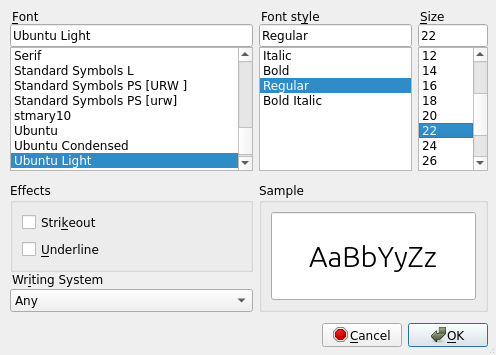 Font
Font style
Size
Ubuntu Light
Regular
22
Serif
Standard Symbols L
Standard Symbols PS [URW ]
Standard Symbols PS [urw]
stmary10
Ubuntu
Ubuntu Condensed
Ubuntu Light
Italic
Bold
Regular
Bold Italic
12
14
16
18
20
22
24
26
Effects
Strikeout
Underline
Writing System
Any
Sample
AaBbYyZz
Cancel
OK